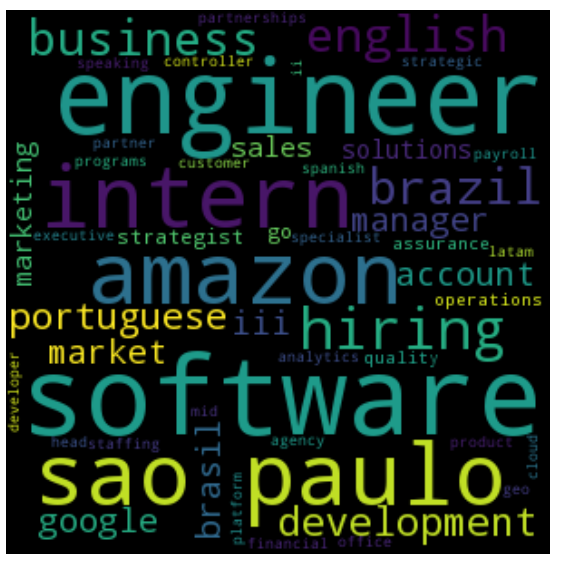 partnerships
business
english
speaking
controller
strategic
ii
engineer
partner
sales
solutions
payroll
programs
customer
spanish
marketing
intern
brazil
manager
executive
strategist
go
specialist
assurance
latam
amazon
account
operations
portuguese
iii
hiring
market
analytics
quality
developer
software
mid
head
staffing
brasil
agency
product
cloud
sao paulo
platform
geo
google
development
financial
office